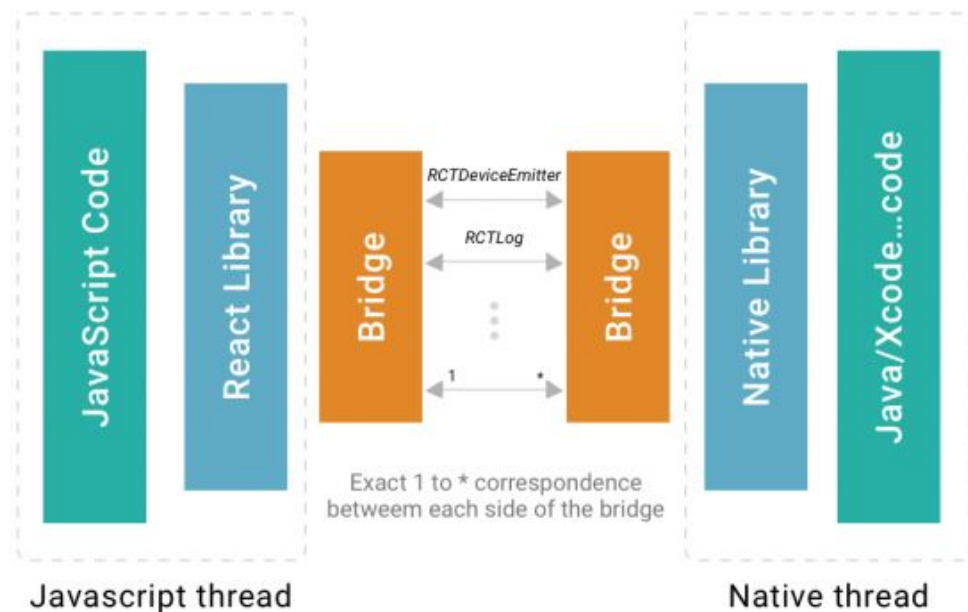 JavaScript Code
React Library
Bridge
RCTDeviceEmitter
RCTLog
1 *
Bridge
Native Library
Java/Xcode...code
Exact 1 to * correspondence
betweem each side of the bridge
Javascript thread
Native thread